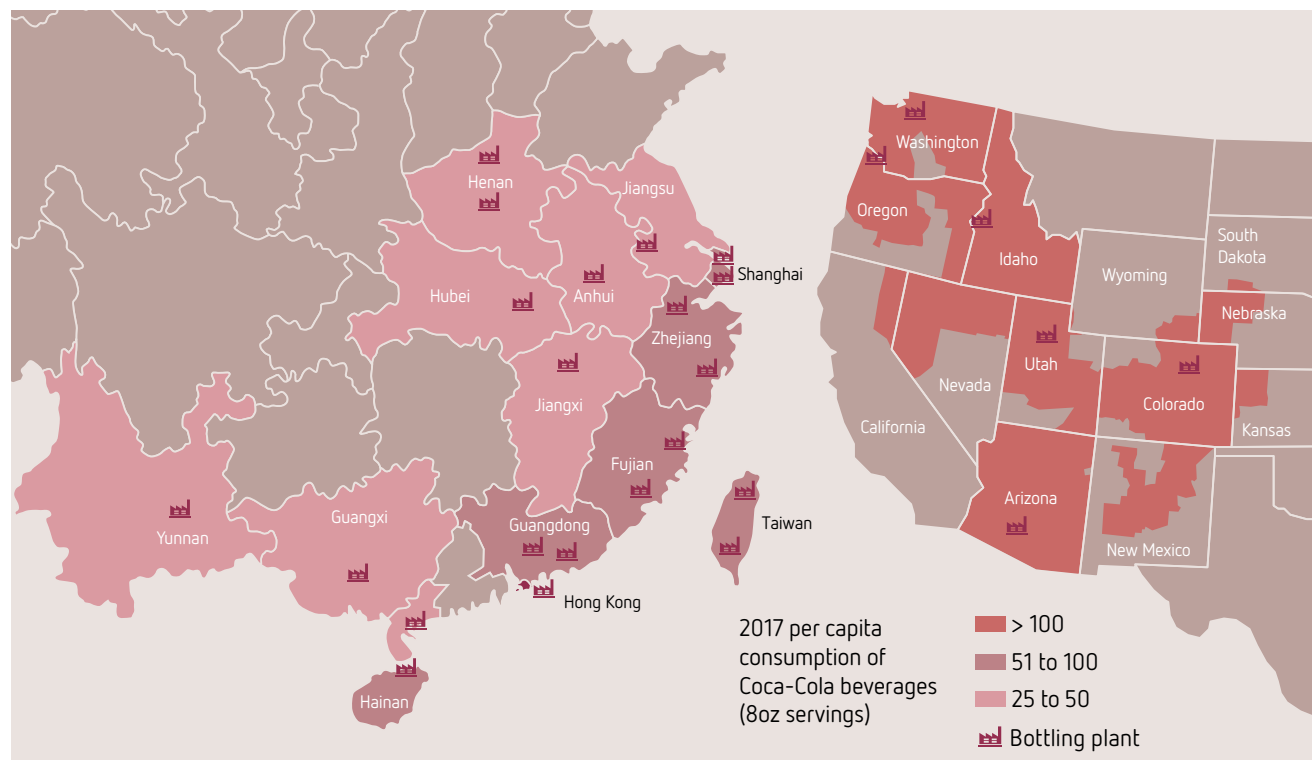 Henan
Jiangsu
Shanghai
Hubei
Anhui
Zhejiang
Jiangxi
Fujian
Yunnan
Guangxi
Guangdong
Taiwan
Hong Kong
Hainan
Washington
Oregon
Idaho
Wyoming
South
Dakota
Nebraska
Nevada
Utah
Colorado
California
Kansas
Arizona
New Mexico
2017 per capita
consumption of
Coca-Cola beverages
(8oz servings)
> 100
51 to 100
25 to 50
Bottling plant